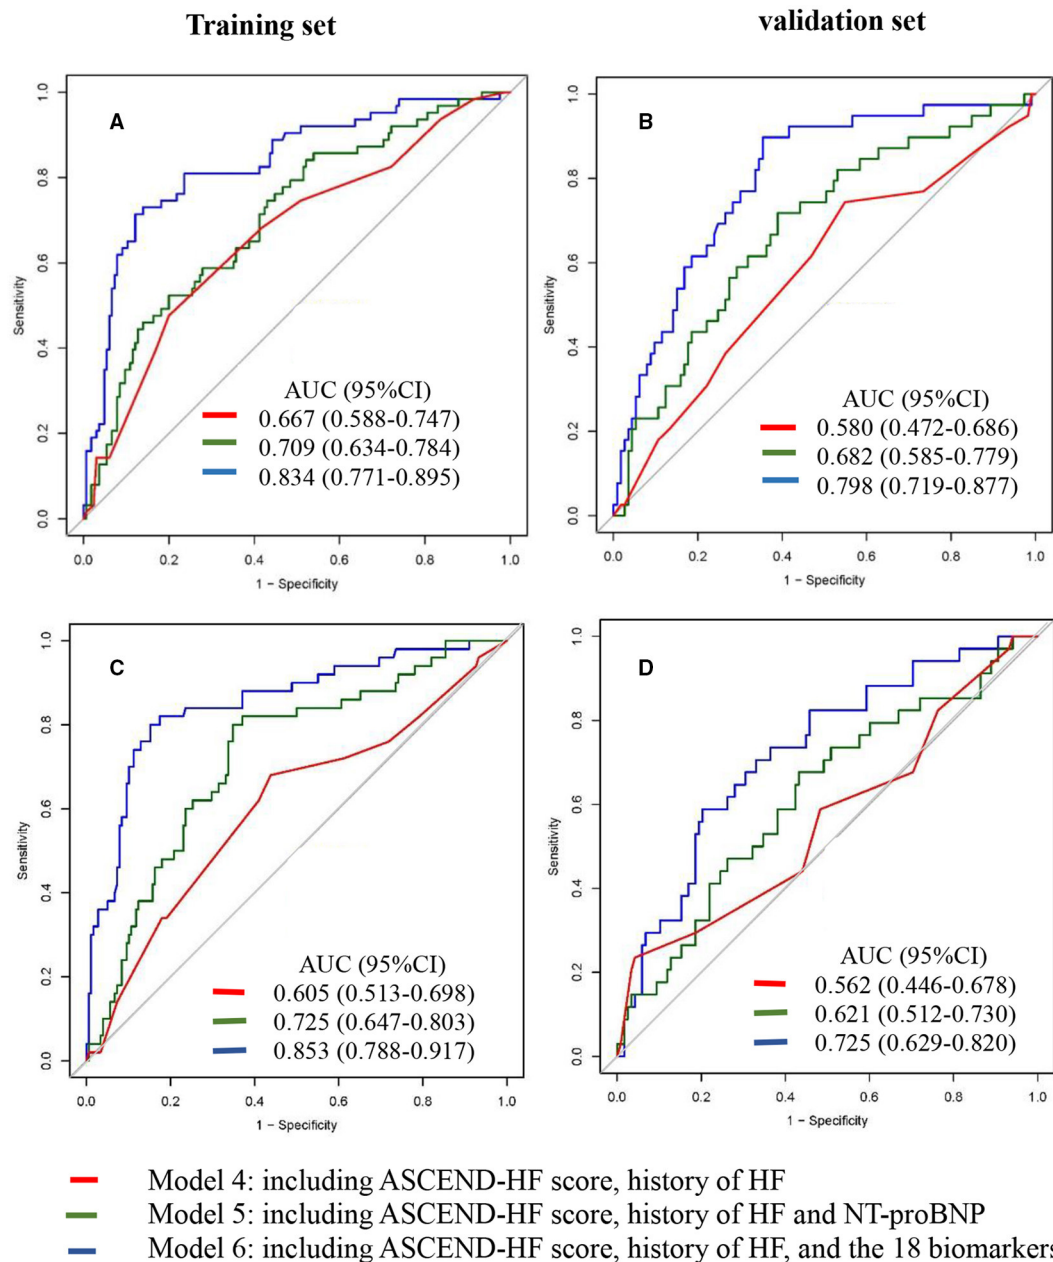 Training set
validation set
A
Sensitivity
0.0 0.2 0.4 0.6 0.8 1.0
AUC (95%CI)
0.667 (0.588-0.747)
0.709 (0.634-0.784)
0.834 (0.771-0.895)
0.0 0.2 0.4 0.6 0.8 1.0
1 − Specificity
B
Sensitivity
0.0 0.2 0.4 0.6 0.8 1.0
AUC (95%CI)
0.580 (0.472-0.686)
0.682 (0.585-0.779)
0.798 (0.719-0.877)
0.0 0.2 0.4 0.6 0.8 1.0
1 − Specificity
C
Sensitivity
0.0 0.2 0.4 0.6 0.8 1.0
AUC (95%CI)
0.605 (0.513-0.698)
0.725 (0.647-0.803)
0.853 (0.788-0.917)
0.0 0.2 0.4 0.6 0.8 1.0
1 − Specificity
D
Sensitivity
0.0 0.2 0.4 0.6 0.8 1.0
AUC (95%CI)
0.562 (0.446-0.678)
0.621 (0.512-0.730)
0.725 (0.629-0.820)
0.0 0.2 0.4 0.6 0.8 1.0
1 − Specificity
Model 4: including ASCEND-HF score, history of HF
Model 5: including ASCEND-HF score, history of HF and NT-proBNP
Model 6: including ASCEND-HF score, history of HF, and the 18 biomarkers